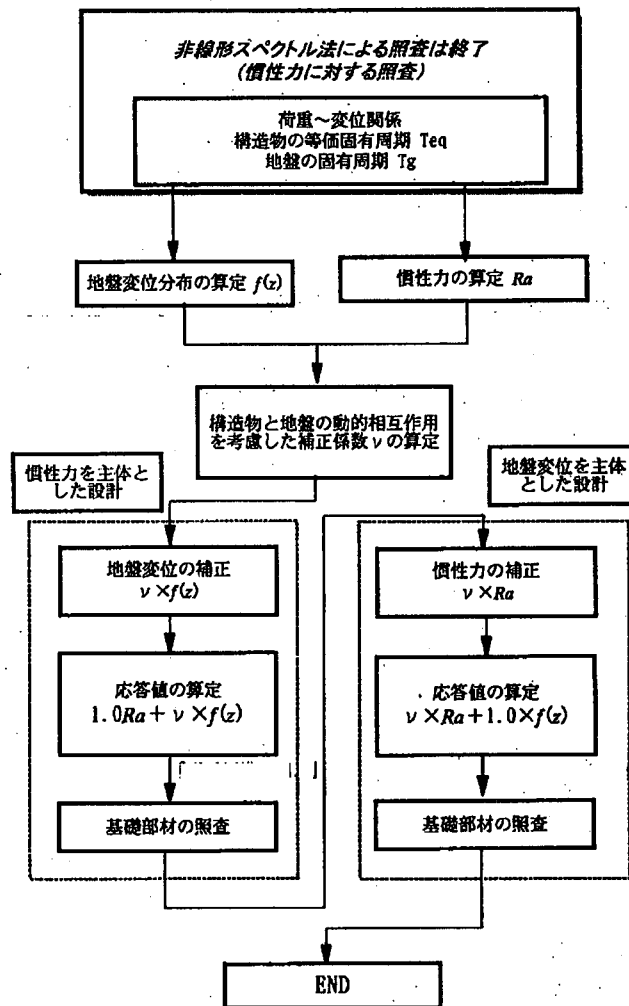 非線形スペクトル法による照査は終了
(慣性力に対する照査)
荷重～変位関係
構造物の等価固有周期 Teq
地盤の固有周期 Tg
地盤変位分布の算定 f(z)
慣性力の算定 Ra
構造物と地盤の動的相互作用
を考慮した補正係数νの算定
慣性力を主体と
した設計
地盤変位の補正
ν×f(z)
応答値の算定
1.0Ra+ν×f(z)
基礎部材の照査
地盤変位を主体
とした設計
慣性力の補正
ν×Ra
応答値の算定
ν×Ra+1.0×f(z)
基礎部材の照査
END